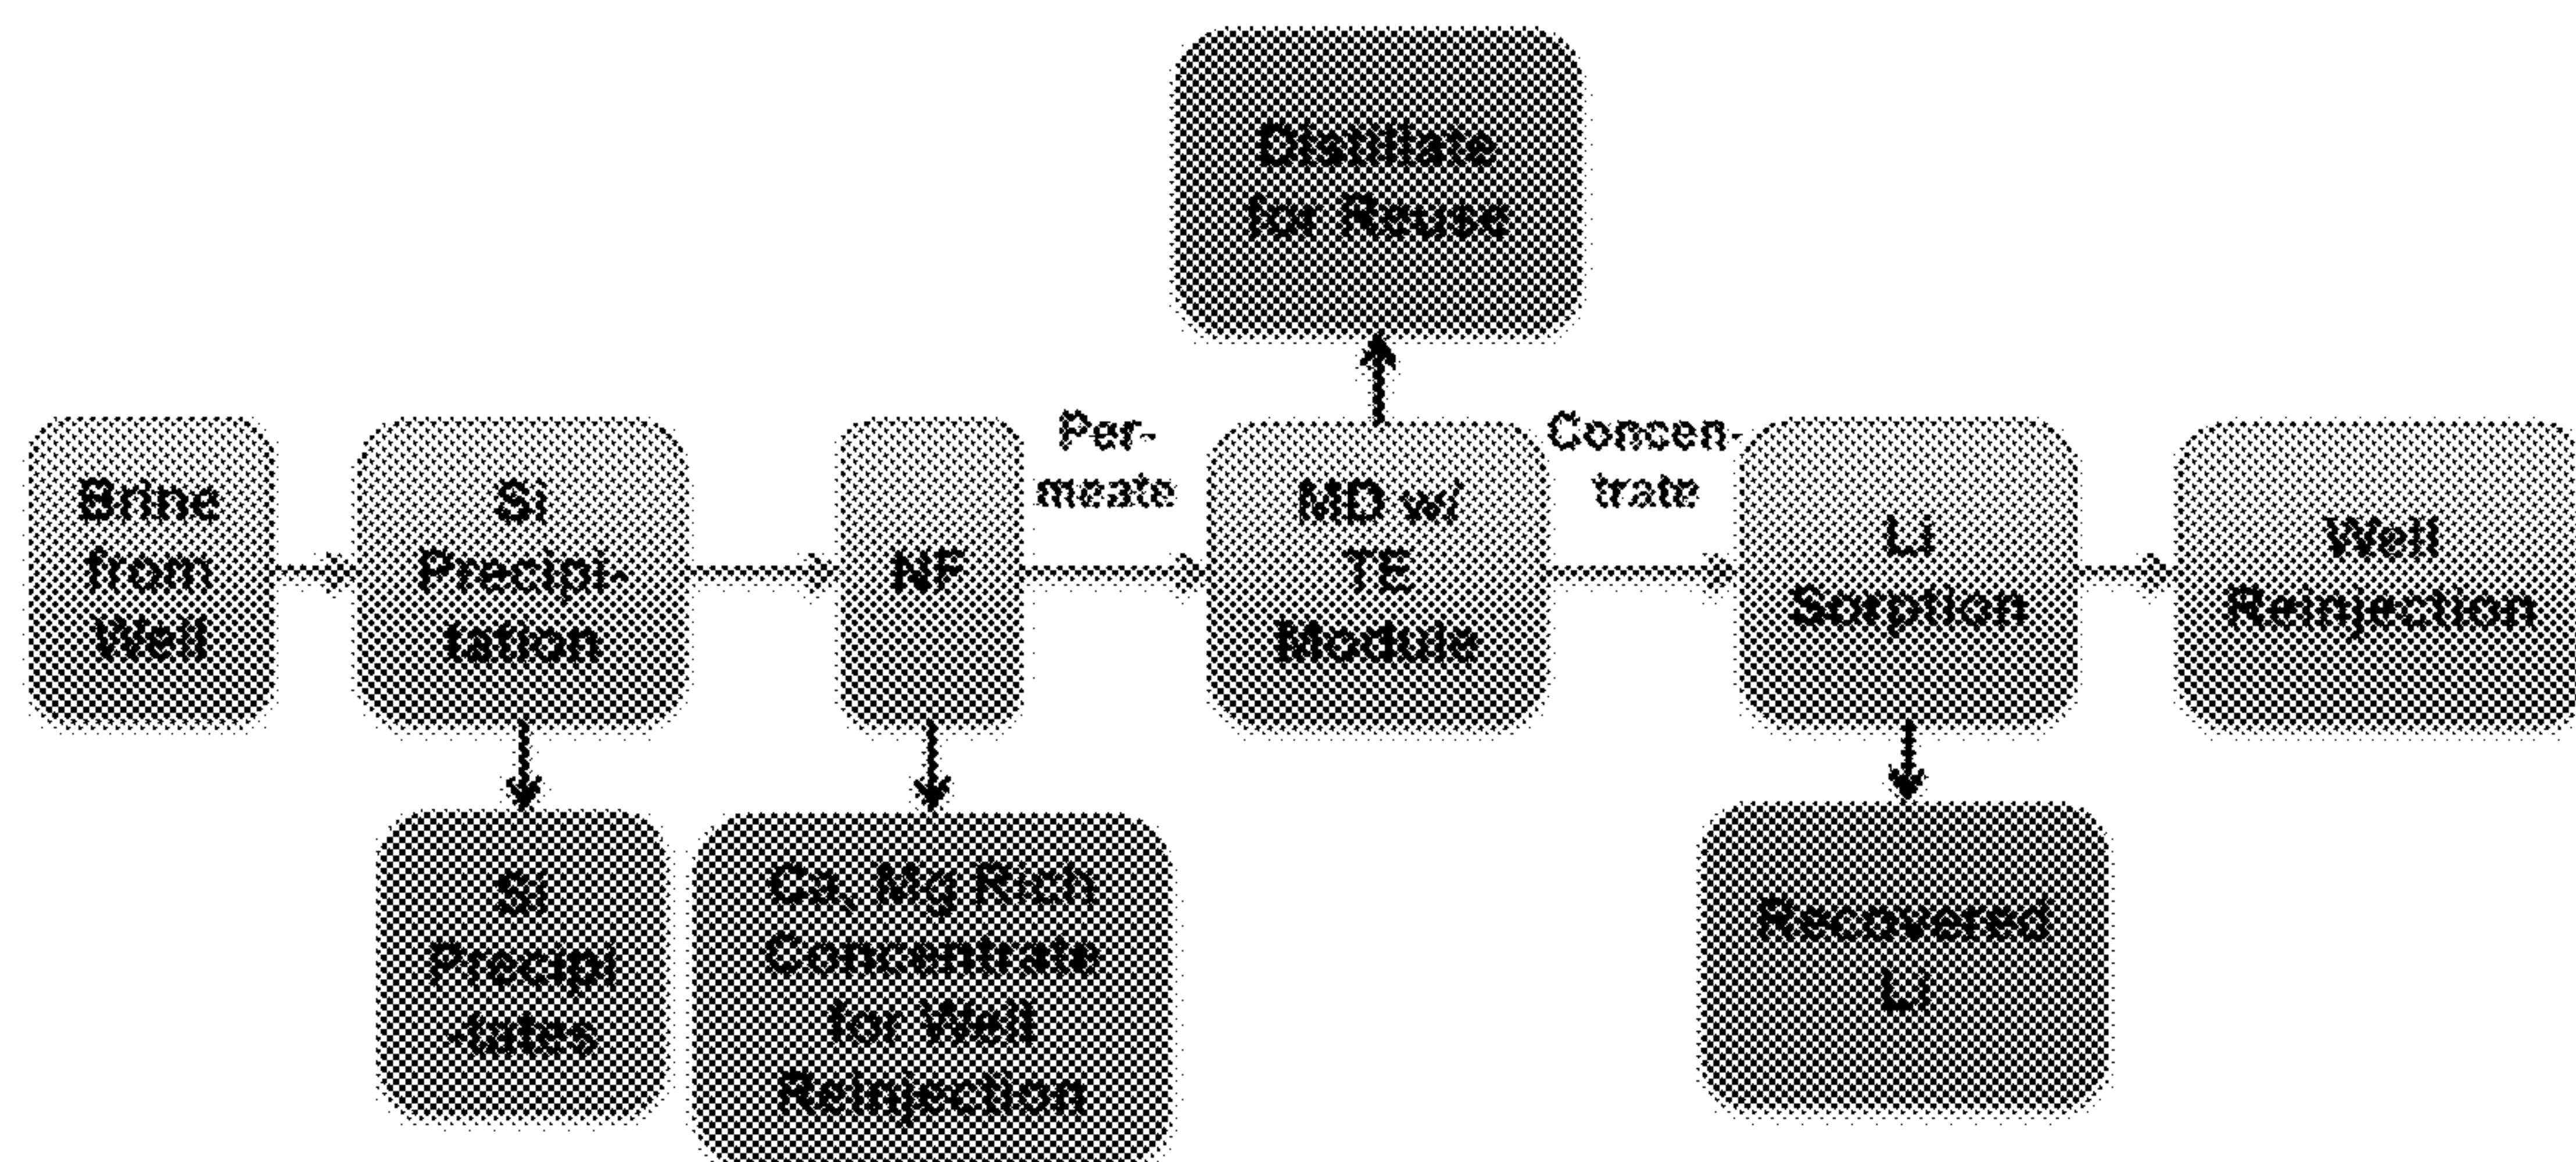 Distillate
for Reuse
Brine
from
Well
Si
Precipi-
tation
NF
Per-
meate
MD w/
TE
Module
Concen-
trate
Li
Sorption
Well
Reinjection
Si
Precipi
-tates
Ca, Mg Rich
Concentrate
for Well
Reinjection
Recovered
Li